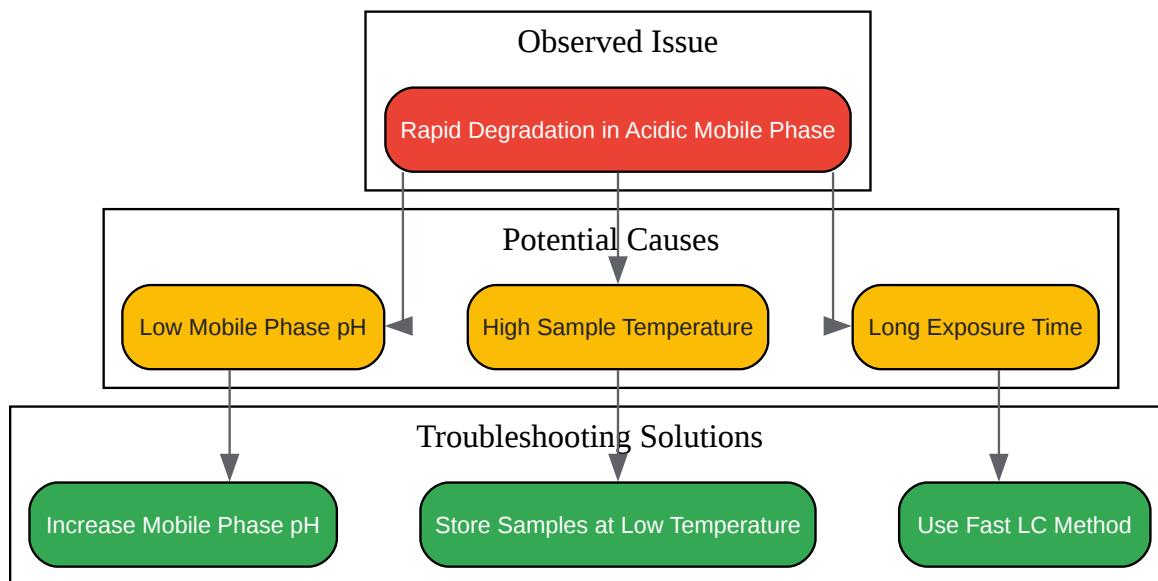 Observed Issue
Rapid Degradation in Acidic Mobile Phase
Potential Causes
Low Mobile Phase pH
High Sample Temperature
Long Exposure Time
Troubleshooting Solutions
Increase Mobile Phase pH
Store Samples at Low Temperature
Use Fast LC Method